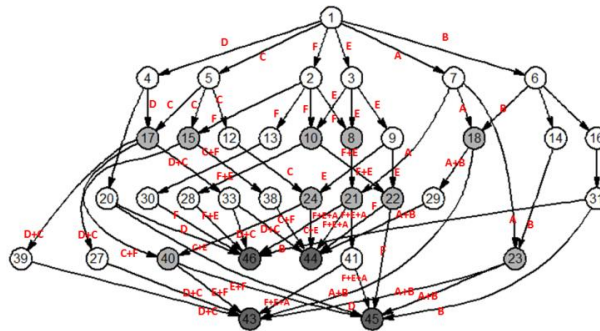 1
D
C
F
E
A
B
4
5
2
3
7
6
D
C
C
C
F
F
F
E
E
A
B
17
15
12
13
10
8
9
18
14
16
D+C
C+F
F+E
F+E
C
E
F+E
E
A
A+B
20
30
28
33
38
24
21
22
29
31
F
F+E
C+F
F+E+A
F+E+A
F+E+A
F
A+B
A
B
D+C
D+C
D
C+E
D+C
D+C
B
C+E
F
39
27
40
46
44
41
23
C+F
D+C
E+F
E+F
F+E+A
F+E+A
A+B
A+B
A+B
D+C
D
B
43
45